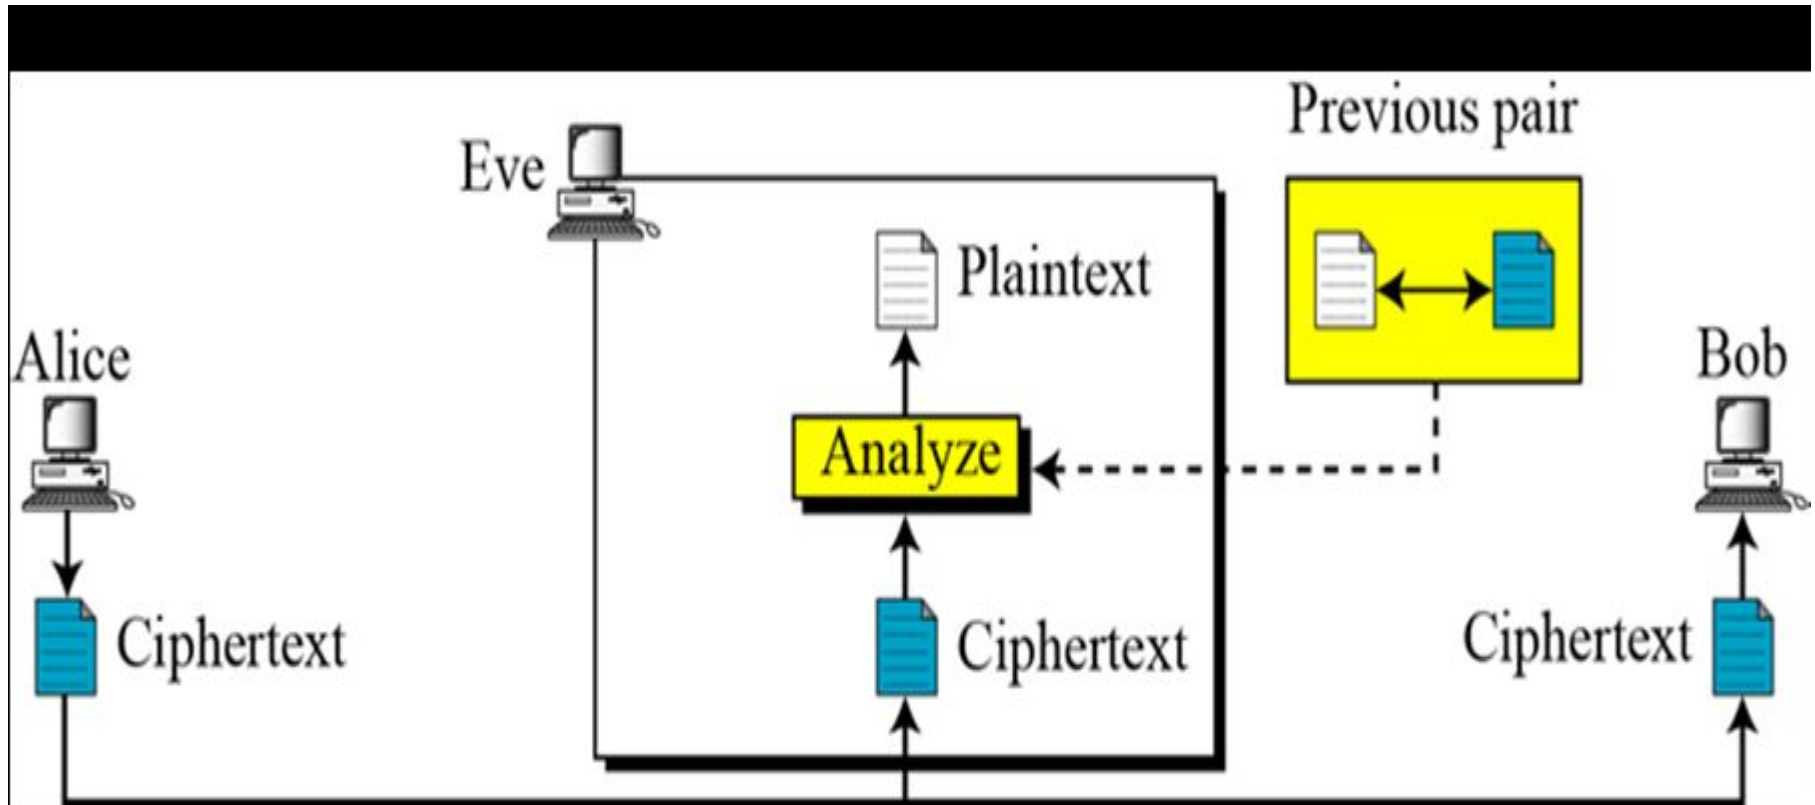 Previous pair
Eve
Plaintext
Alice
Bob
Analyze
Ciphertext
Ciphertext
Ciphertext